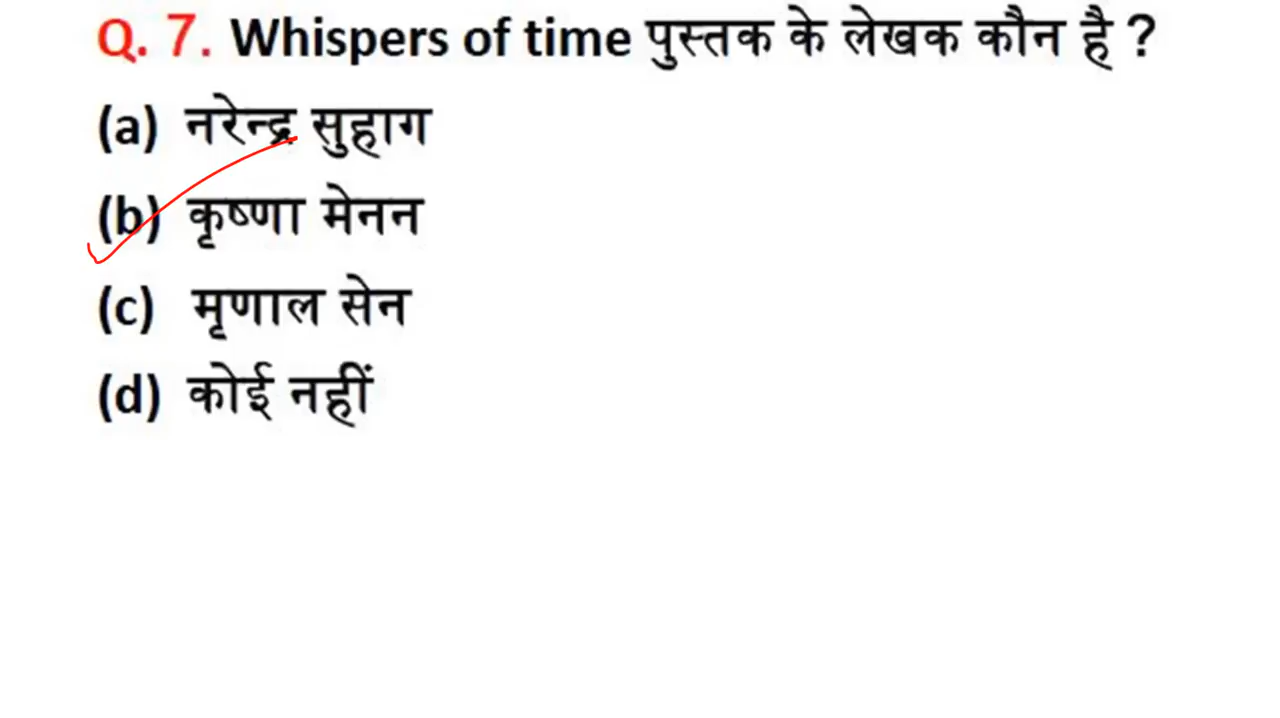 Q. 7. Whispers of time पुस्तक के लेखक कौन है ?
(a) नरेन्द्र सुहाग
(b) कृष्णा मेनन
(c) मृणाल सेन
(d) कोई नहीं